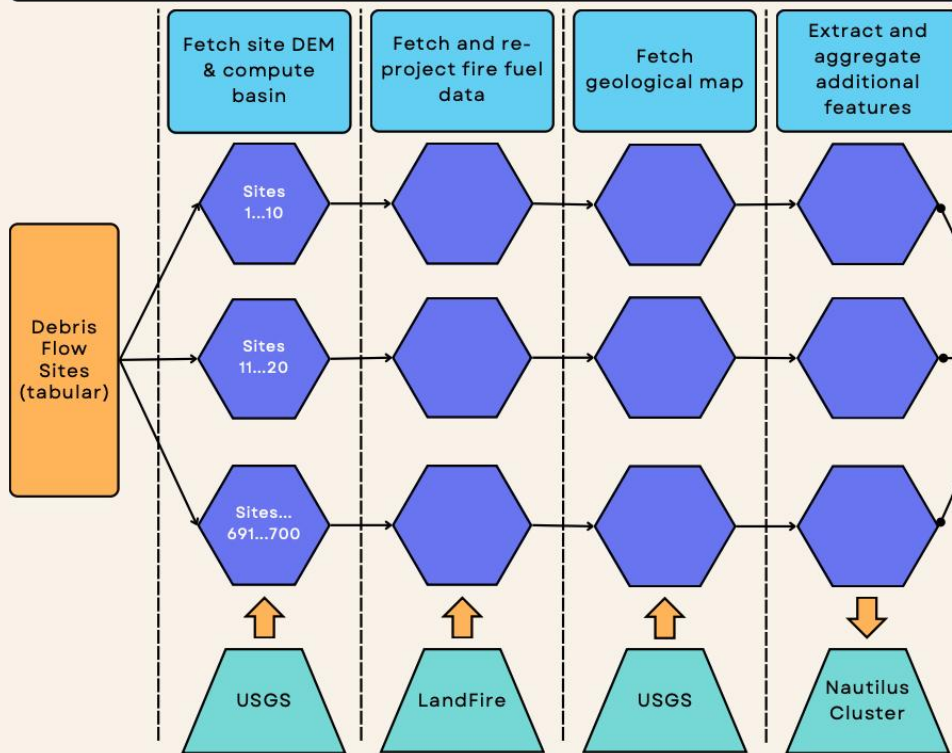 Fetch site DEM
& compute
basin
Fetch and re-
project fire fuel
data
Fetch
geological map
Extract and
aggregate
additional
features
Debris
Flow
Sites
(tabular)
Sites
1...10
Sites
11...20
Sites...
691...700
USGS
LandFire
USGS
Nautilus
Cluster